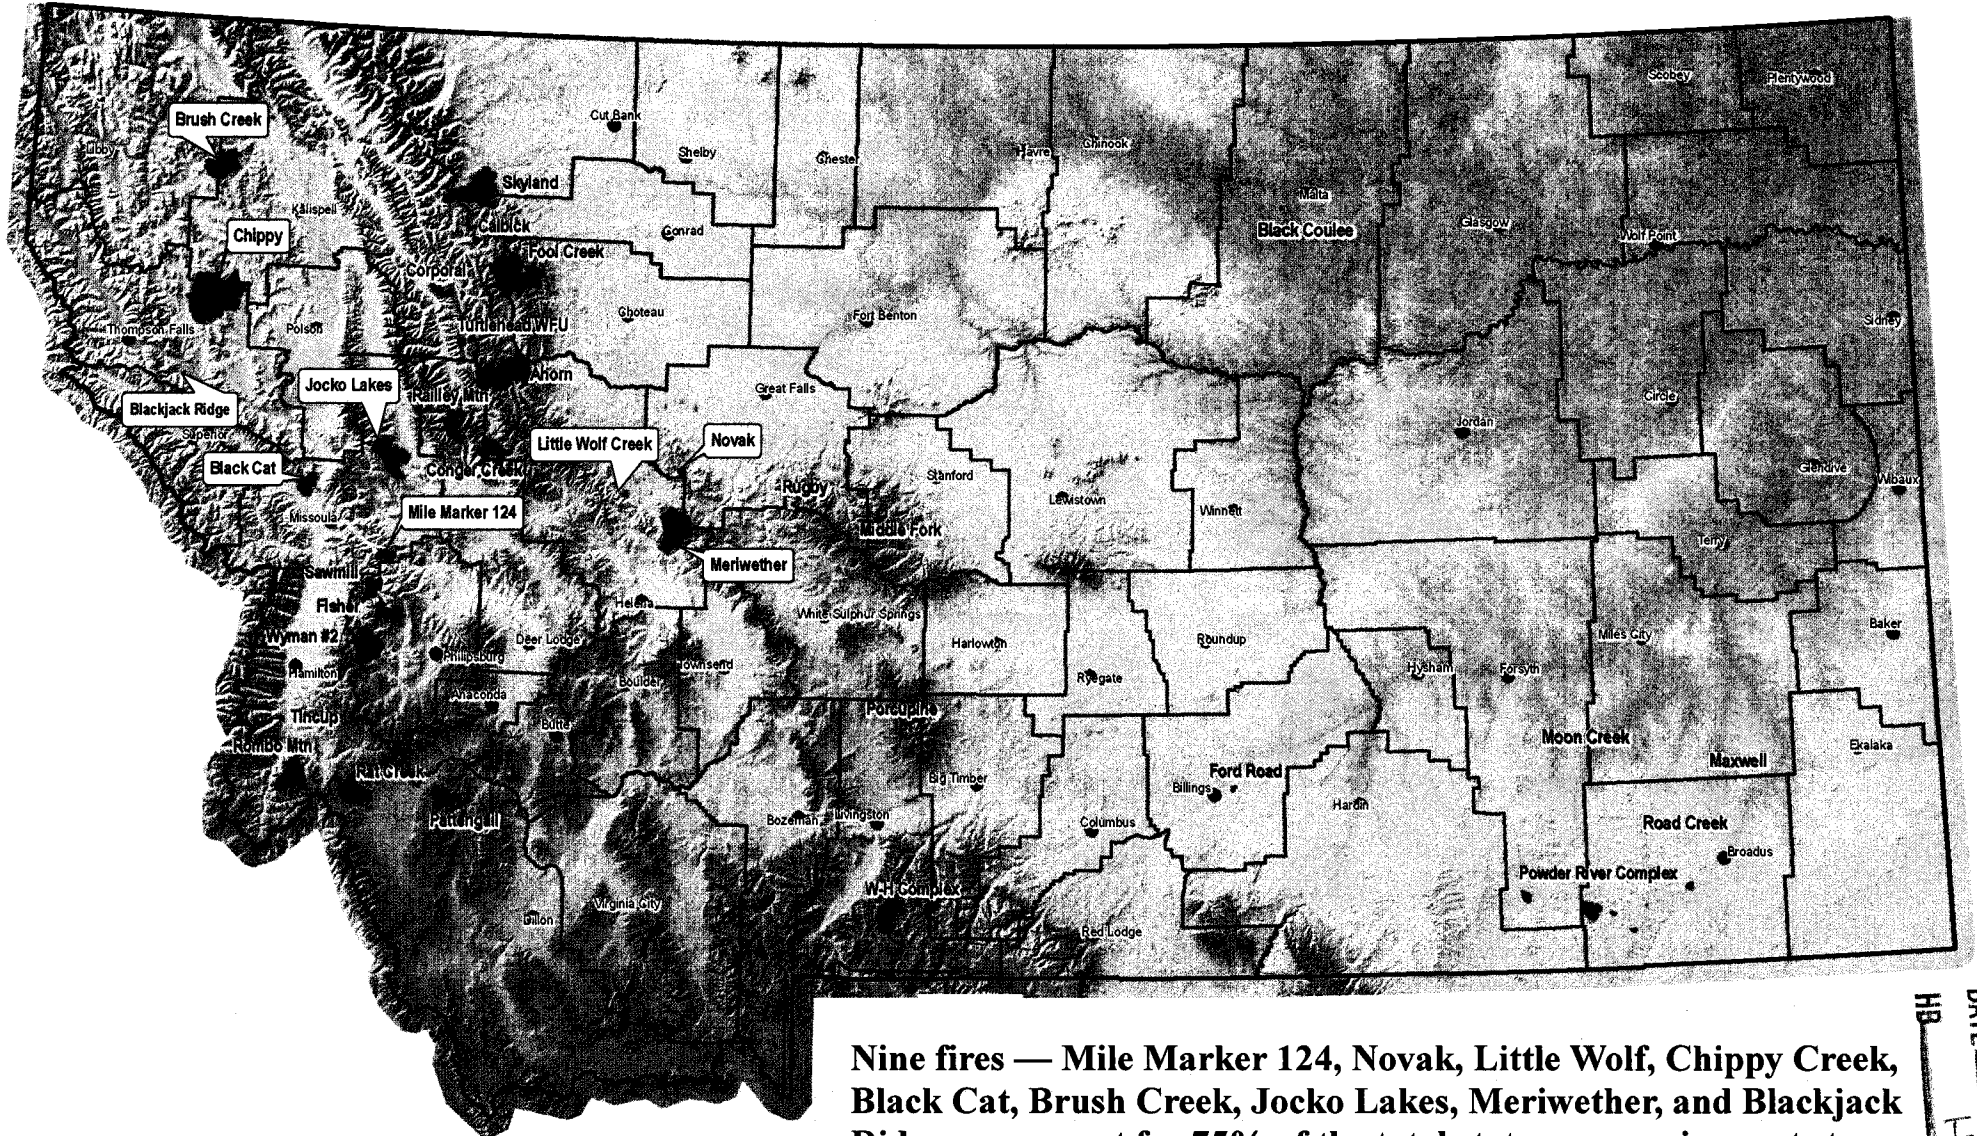 Scobey
Plentywood
Brush Creek
Cut Bank
Libby
Shelby
Chester
Havre
Chinook
Skyland
Malta
Kalispell
Calbick
Conrad
Black Coulee
Glasgow
Wolf Point
Chippy
Fool Creek
Corporal
Choteau
Fort Benton
Sidney
Thompson Falls
Polson
Turtlehead WFU
Jocko Lakes
Ahorn
Great Falls
Railley Mtn
Circle
Blackjack Ridge
Jordan
Superior
Little Wolf Creek
Novak
Black Cat
Conger Creek
Stanford
Glendive
Wibaux
Rugby
Lewistown
Winnett
Missoula
Mile Marker 124
Middle Fork
Terry
Meriwether
Sawmill
Fisher
Helena
White Sulphur Springs
Baker
Wyman #2
Deer Lodge
Harlowton
Roundup
Miles City
Philipsburg
Hamilton
Townsend
Hysham
Forsyth
Boulder
Ryegate
Anaconda
Tincup
Porcupine
Butte
Rombo Mtn
Moon Creek
Ekalaka
Rat Creek
Maxwell
Ford Road
Big Timber
Billings
Hardin
Pattengail
Bozeman
Livingston
Columbus
Road Creek
Broadus
Powder River Complex
W-H Complex
Virginia City
Dillon
Red Lodge
DATE
HB
Nine fires — Mile Marker 124, Novak, Little Wolf, Chippy Creek,
Black Cat, Brush Creek, Jocko Lakes, Meriwether, and Blackjack